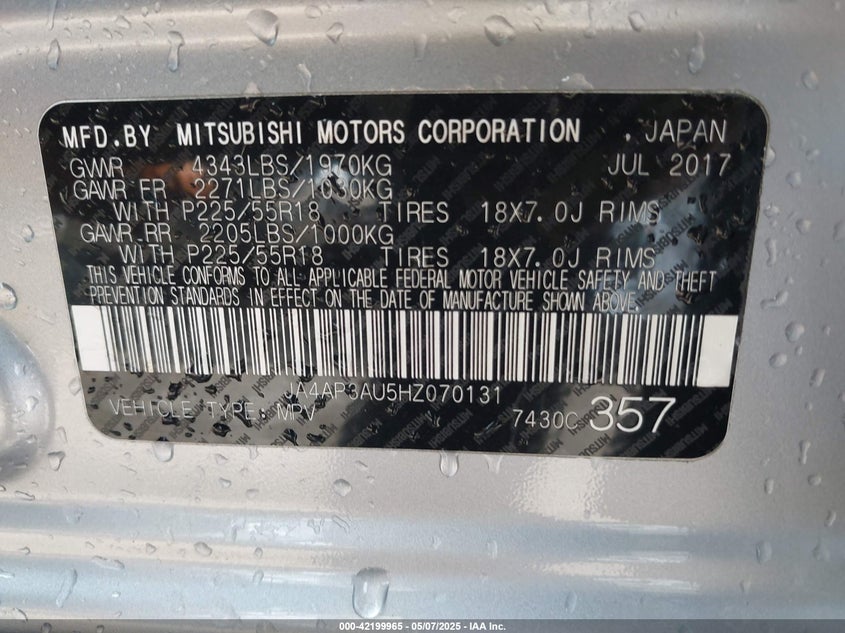 MFD.BY MITSUBISHI MOTORS CORPORATION , JAPAN
GVWR 4343LBS/1970KG JUL 2017
GAWR FR 2271LBS/1030KG
WITH P225/55R18 TIRES 18X7.0J RIMS
GAWR RR 2205LBS/1000KG
WITH P225/55R18 TIRES 18X7.0J RIMS
THIS VEHICLE CONFORMS TO ALL APPLICABLE FEDERAL MOTOR VEHICLE SAFETY AND THEFT
PREVENTION STANDARDS IN EFFECT ON THE DATE OF MANUFACTURE SHOWN ABOVE.
JA4AP3AU5HZ070131
VEHICLE TYPE: MPV 7430C 357
000-42199965 - 05/07/2025 - IAA Inc.